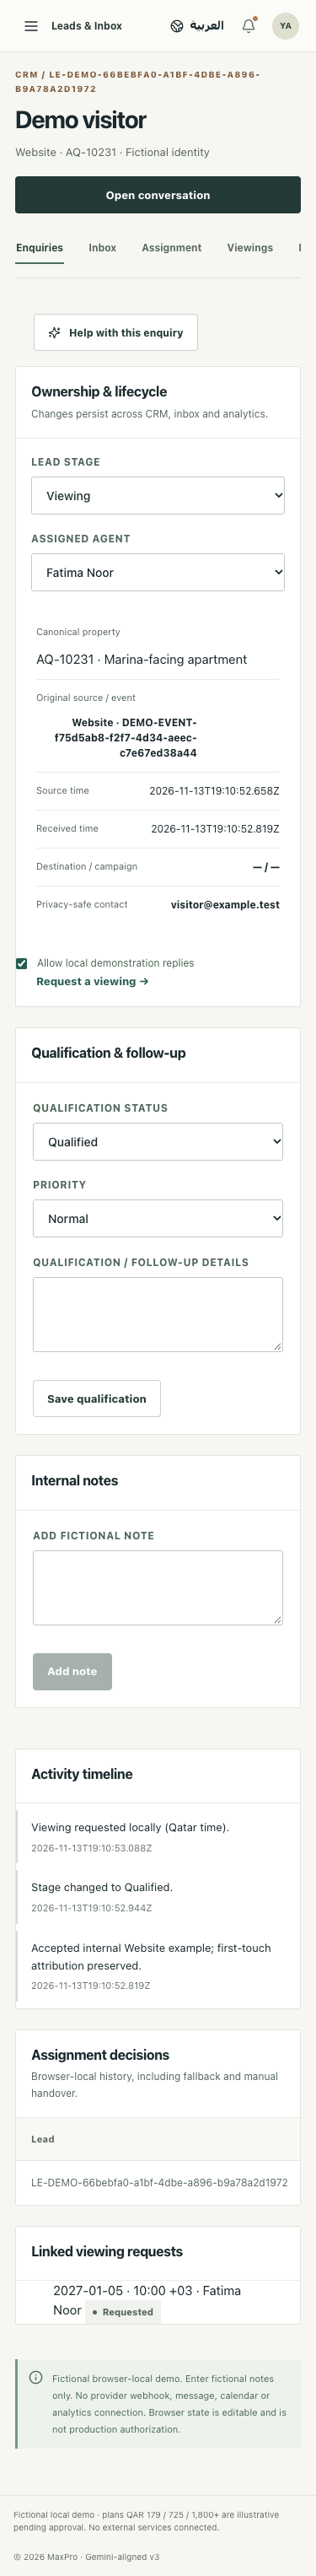 Leads & Inbox
العربية
YA
CRM / LE-DEMO-66BEBFA0-A1BF-4DBE-A896-
B9A78A2D1972
Demo visitor
Website · AQ-10231 · Fictional identity
Open conversation
Enquiries Inbox Assignment Viewings
Help with this enquiry
Ownership & lifecycle
Changes persist across CRM, inbox and analytics.
LEAD STAGE
Viewing
ASSIGNED AGENT
Fatima Noor
Canonical property
AQ-10231 · Marina-facing apartment
Original source / event
Website · DEMO-EVENT-
f75d5ab8-f2f7-4d34-aeec-
c7e67ed38a44
Source time 2026-11-13T19:10:52.658Z
Received time 2026-11-13T19:10:52.819Z
Destination / campaign — / —
Privacy-safe contact visitor@example.test
Allow local demonstration replies
Request a viewing →
Qualification & follow-up
QUALIFICATION STATUS
Qualified
PRIORITY
Normal
QUALIFICATION / FOLLOW-UP DETAILS
Save qualification
Internal notes
ADD FICTIONAL NOTE
Add note
Activity timeline
Viewing requested locally (Qatar time).
2026-11-13T19:10:53.088Z
Stage changed to Qualified.
2026-11-13T19:10:52.944Z
Accepted internal Website example; first-touch
attribution preserved.
2026-11-13T19:10:52.819Z
Assignment decisions
Browser-local history, including fallback and manual
handover.
Lead
LE-DEMO-66bebfa0-a1bf-4dbe-a896-b9a78a2d1972
Linked viewing requests
2027-01-05 · 10:00 +03 · Fatima
Noor • Requested
Fictional browser-local demo. Enter fictional notes
only. No provider webhook, message, calendar or
analytics connection. Browser state is editable and is
not production authorization.
Fictional local demo · plans QAR 179 / 725 / 1,800+ are illustrative
pending approval. No external services connected.
© 2026 MaxPro · Gemini-aligned v3